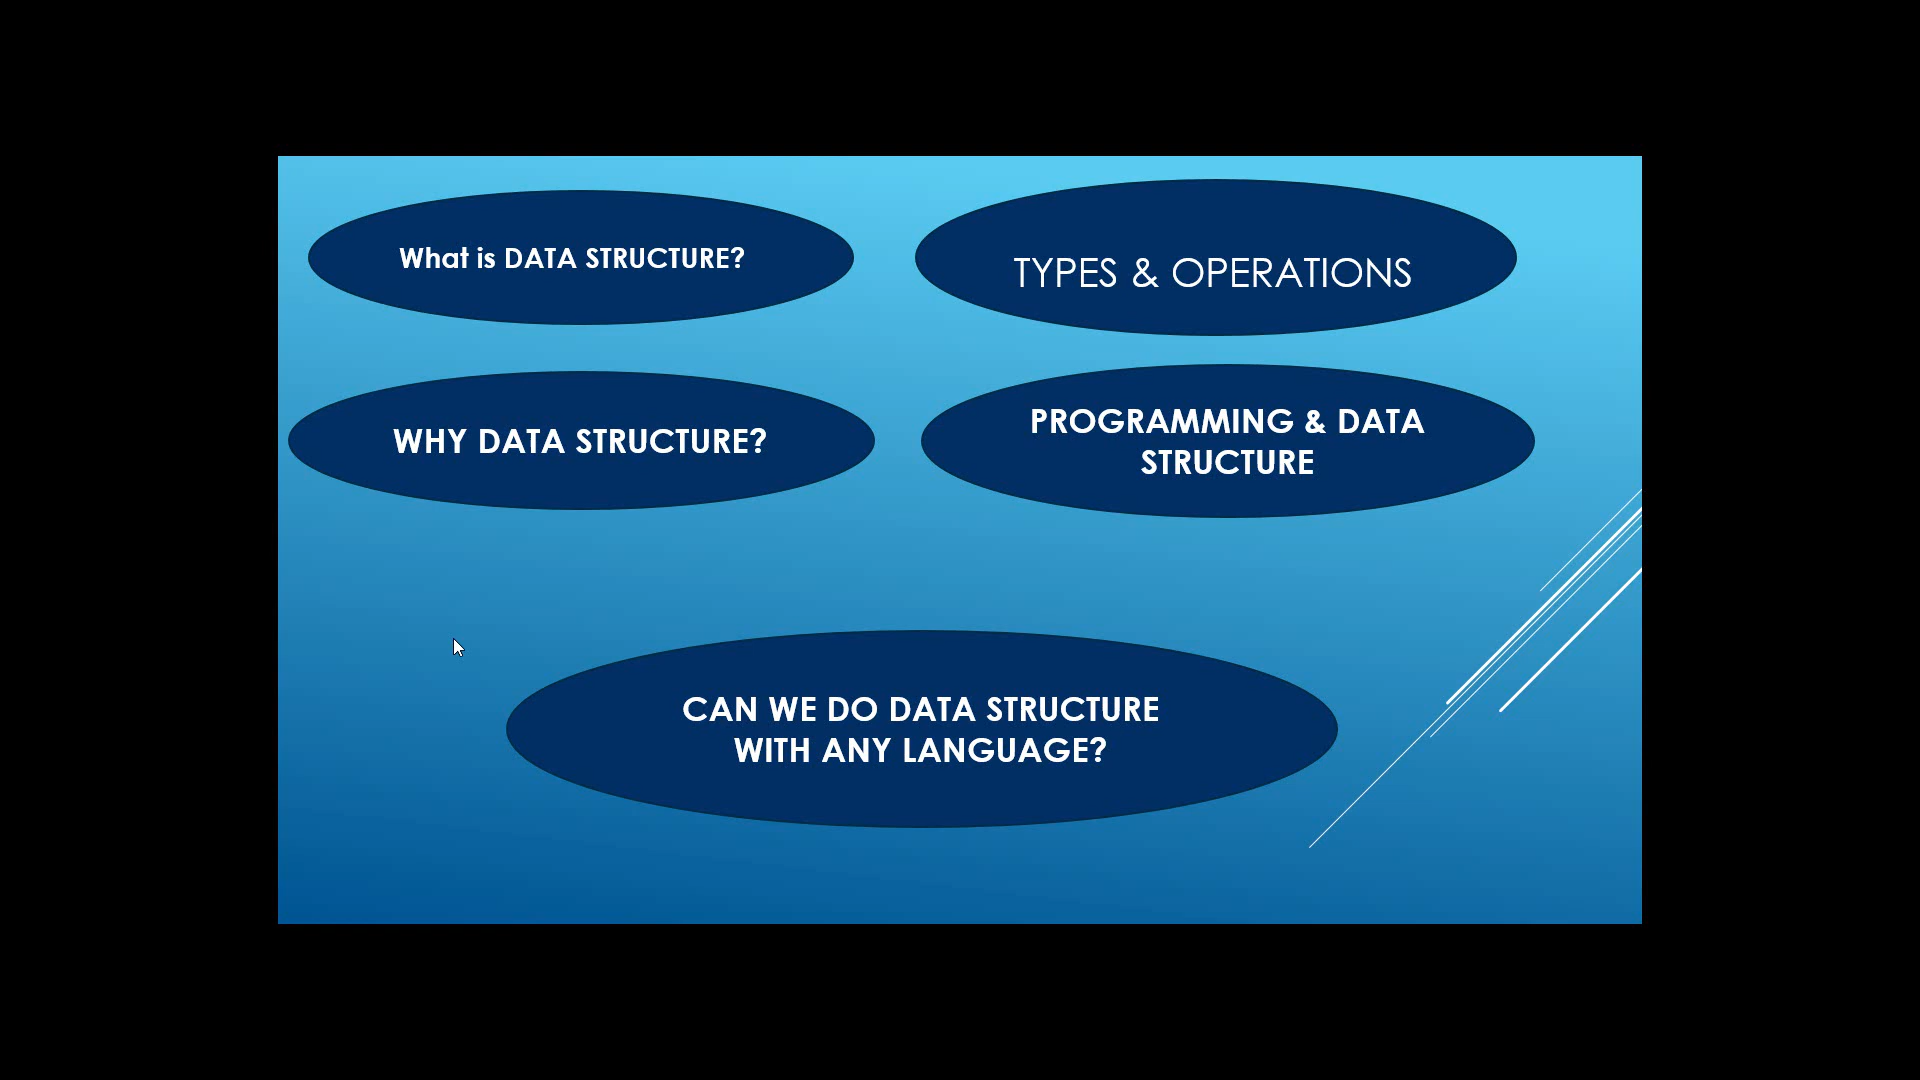 What is DATA STRUCTURE?
TYPES & OPERATIONS
WHY DATA STRUCTURE?
PROGRAMMING & DATA
STRUCTURE
CAN WE DO DATA STRUCTURE
WITH ANY LANGUAGE?